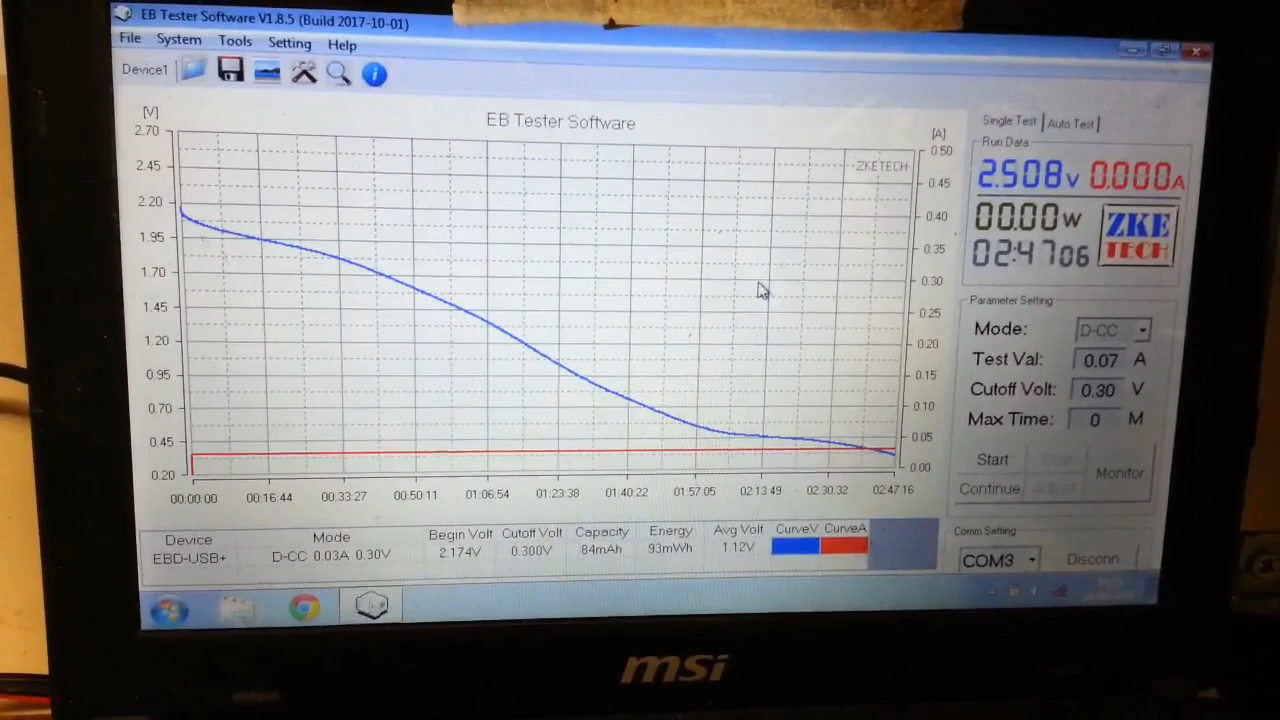 EB Tester Software V1.8.5 (Build 2017-10-01)
File System Tools Setting Help
Device1
EB Tester Software
[V]
2.70
2.45
2.20
1.95
1.70
1.45
1.20
0.95
0.70
0.45
0.20
[A]
0.50
0.45
0.40
0.35
0.30
0.25
0.20
0.15
0.10
0.05
0.00
ZKETECH
00:00:00 00:16:44 00:33:27 00:50:11 01:06:54 01:23:38 01:40:22 01:57:05 02:13:49 02:30:32 02:47:16
Single Test Auto Test
Run Data
2.508V 0.000A
00.00W
02:47 06
ZKE
TECH
Parameter Setting
Mode: D-CC
Test Val: 0.07 A
Cutoff Volt: 0.30 V
Max Time: 0 M
Start Stop
Continue Adjust
Monitor
Comm Setting
COM3 Disconn
Device Mode Begin Volt Cutoff Volt Capacity Energy Avg Volt CurveV CurveA
EBD-USB+ D-CC 0.03A 0.30V 2.174V 0.300V 84mAh 93mWh 1.12V
msi